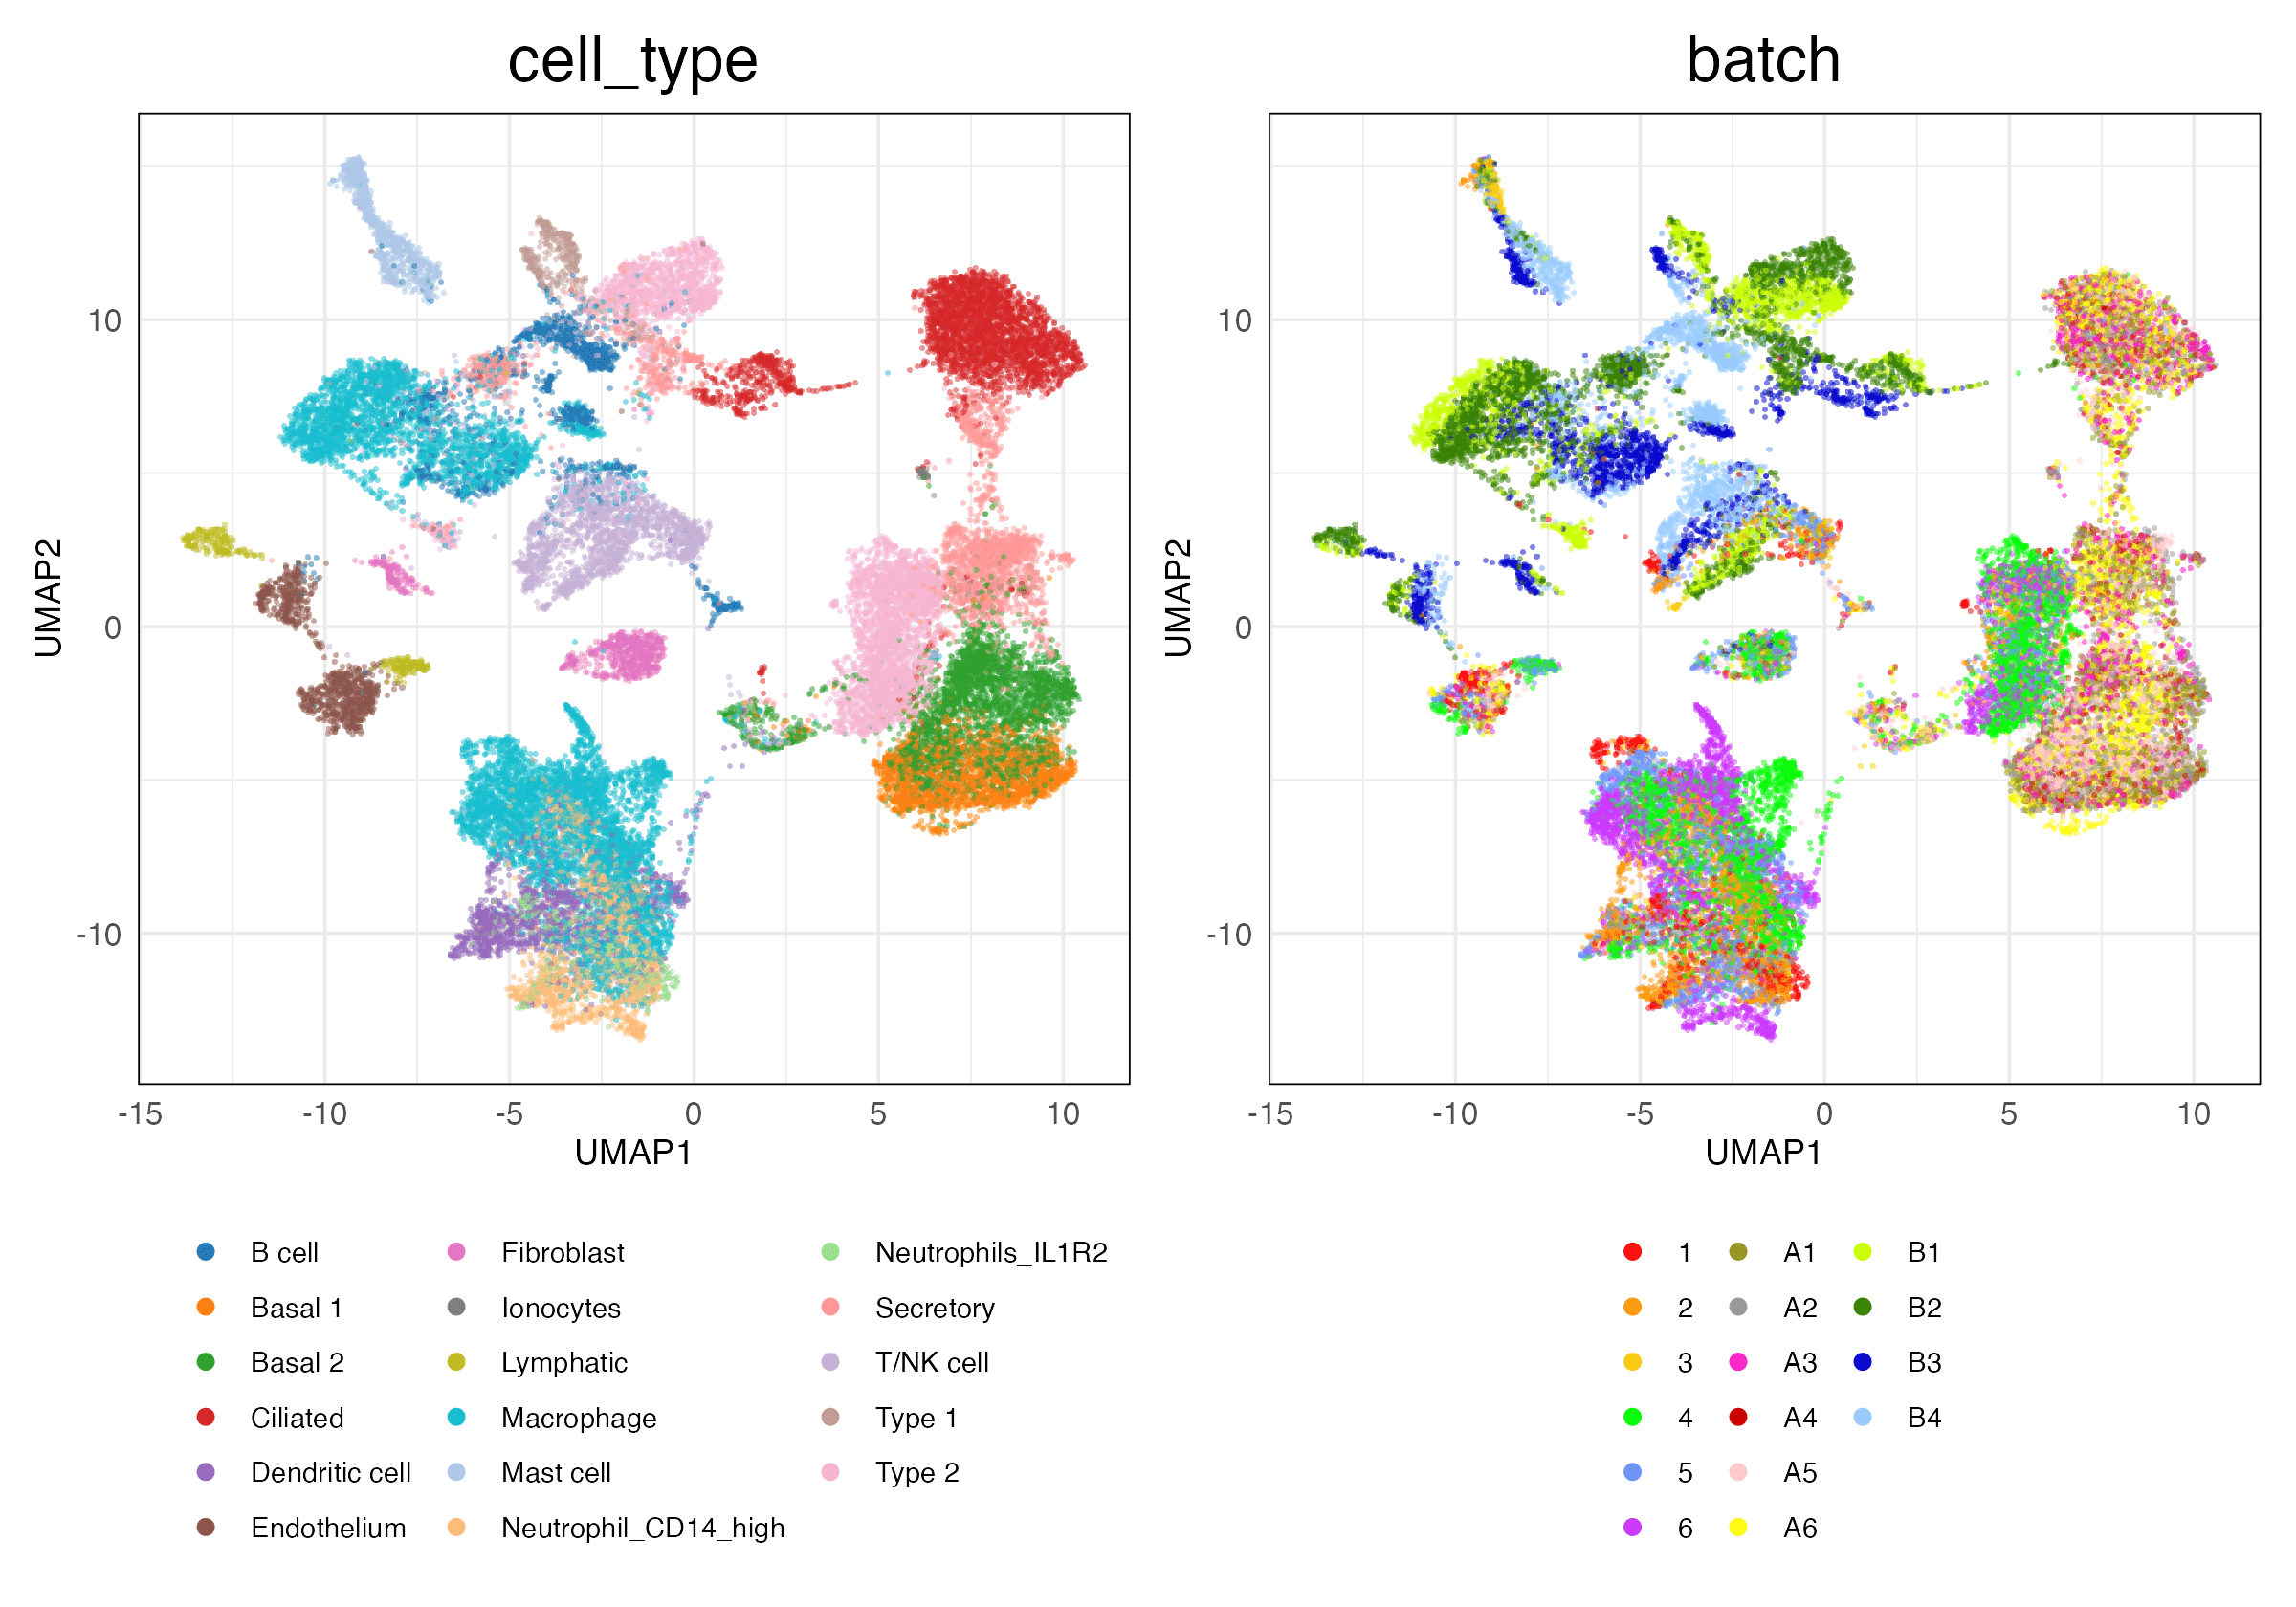 cell_type
batch
10
0
-10
UMAP2
-15 -10 -5 0 5 10
UMAP1
10
0
-10
UMAP2
-15 -10 -5 0 5 10
UMAP1
B cell Fibroblast Neutrophils_IL1R2
Basal 1 Ionocytes Secretory
Basal 2 Lymphatic T/NK cell
Ciliated Macrophage Type 1
Dendritic cell Mast cell Type 2
Endothelium Neutrophil_CD14_high
1 A1 B1
2 A2 B2
3 A3 B3
4 A4 B4
5 A5
6 A6